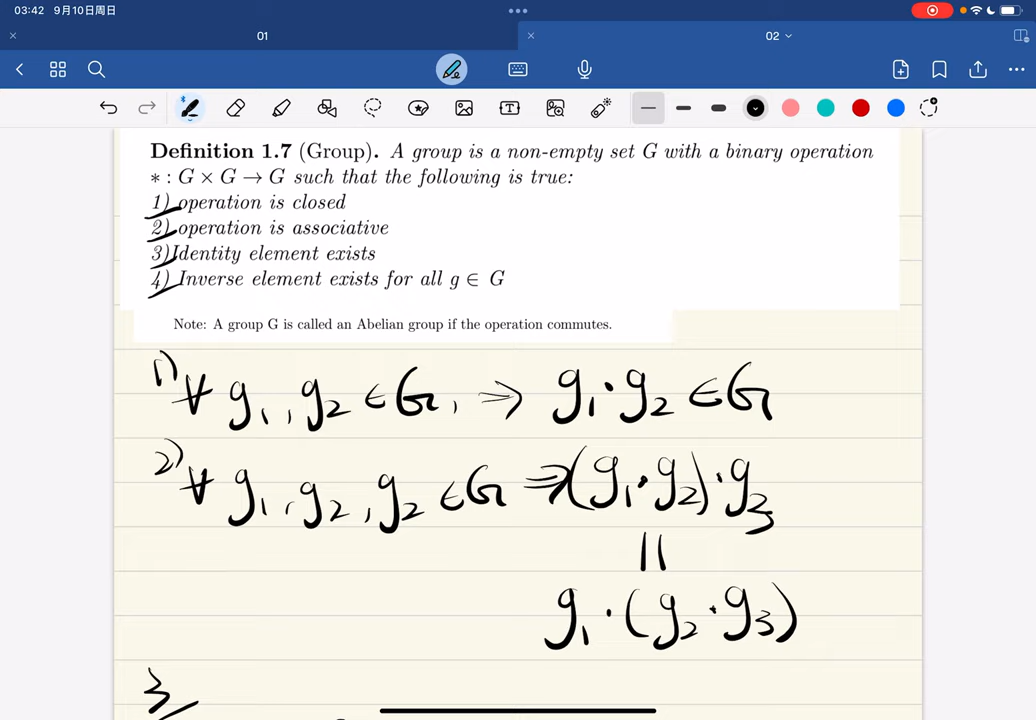 03:42 9月10日周日
01
02
Definition 1.7 (Group). A group is a non-empty set G with a binary operation
* : G × G → G such that the following is true:
1) operation is closed
2) operation is associative
3)Identity element exists
4) Inverse element exists for all g ∈ G
Note: A group G is called an Abelian group if the operation commutes.
1) ∀ g₁, g₂ ∈ G, ⇒ g₁·g₂ ∈ G
2) ∀ g₁, g₂, g₂ ∈ G ⇒ (g₁·g₂)·g₃
||
g₁·(g₂·g₃)
3